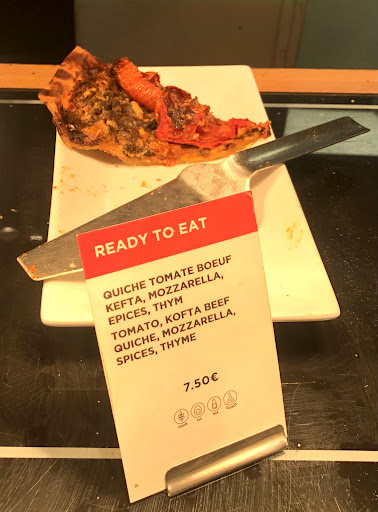 READY TO EAT
QUICHE TOMATE BOEUF
KEFTA, MOZZARELLA,
EPICES, THYM
TOMATO, KOFTA BEEF
QUICHE, MOZZARELLA,
SPICES, THYME
7.50€